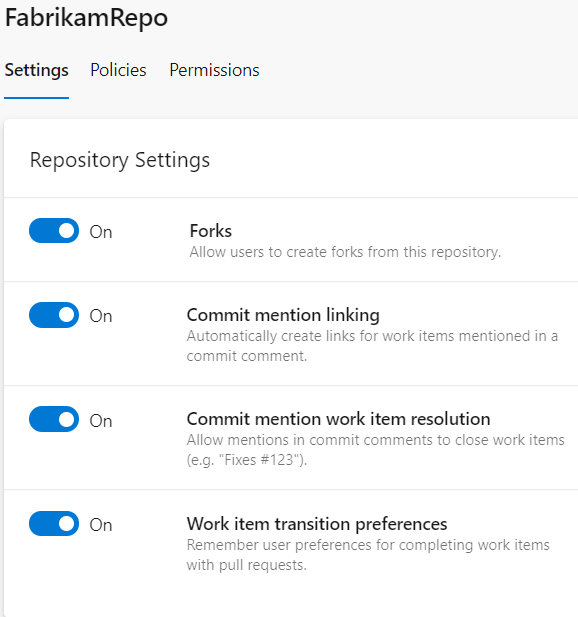 FabrikamRepo
Settings Policies Permissions
Repository Settings
On Forks
Allow users to create forks from this repository.
On Commit mention linking
Automatically create links for work items mentioned in a
commit comment.
On Commit mention work item resolution
Allow mentions in commit comments to close work items
(e.g. "Fixes #123").
On Work item transition preferences
Remember user preferences for completing work items
with pull requests.